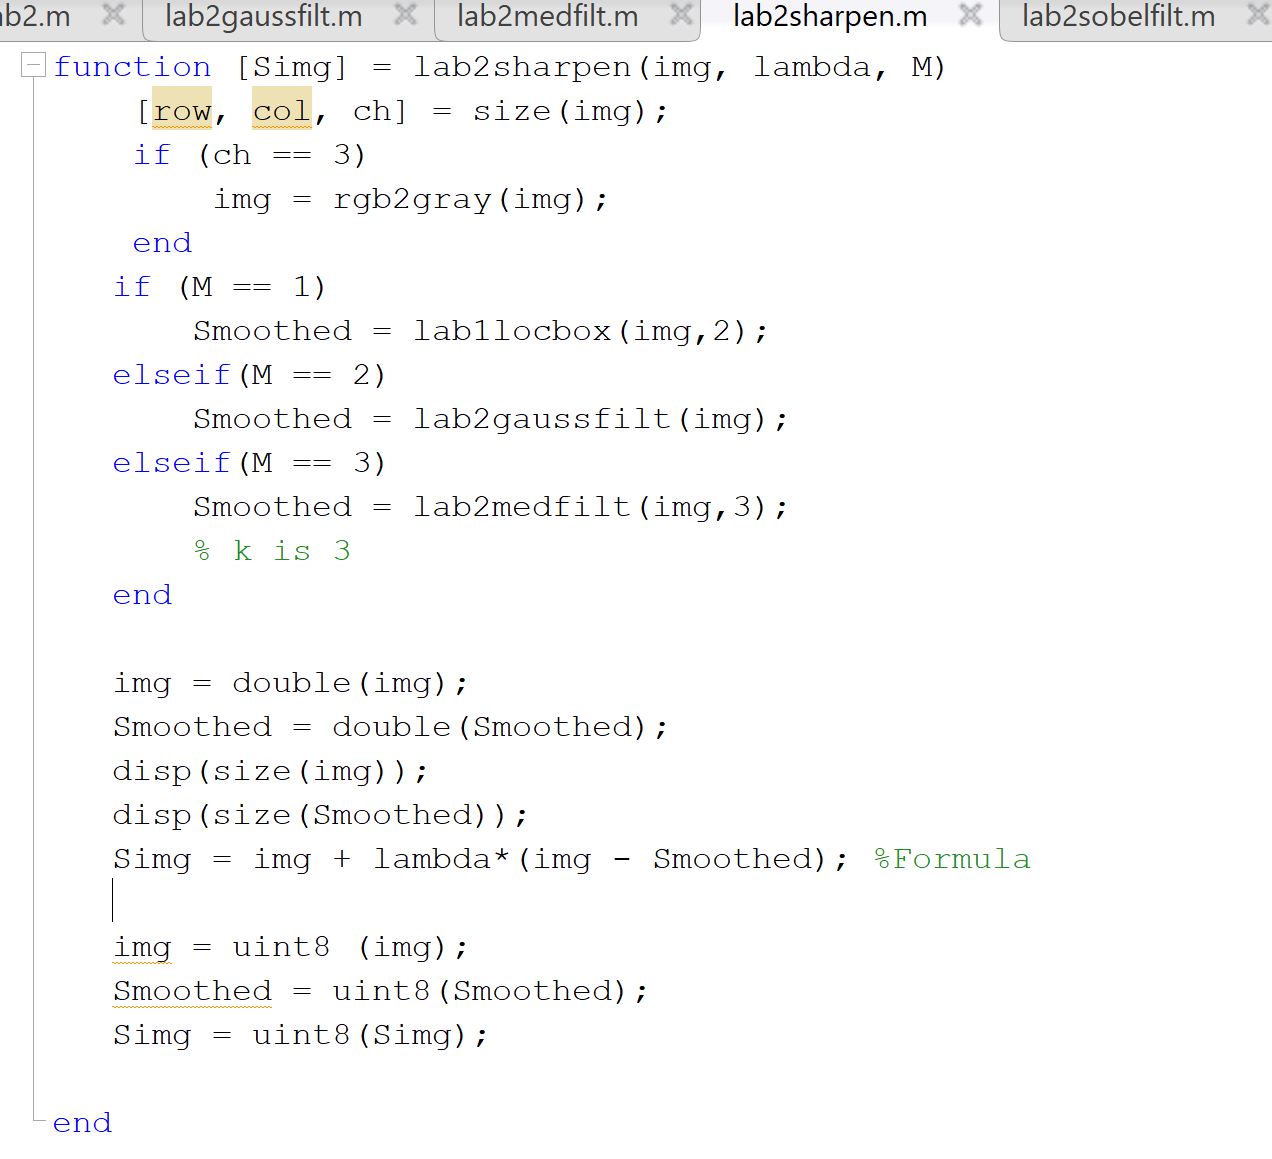 ab2.m lab2gaussfilt.m lab2medfilt.m lab2sharpen.m lab2sobelfilt.m
function [Simg] = lab2sharpen(img, lambda, M)
[row, col, ch] = size(img);
if (ch == 3)
img = rgb2gray(img);
end
if (M == 1)
Smoothed = lab1locbox(img,2);
elseif(M == 2)
Smoothed = lab2gaussfilt(img);
elseif(M == 3)
Smoothed = lab2medfilt(img,3);
% k is 3
end
img = double(img);
Smoothed = double(Smoothed);
disp(size(img));
disp(size(Smoothed));
Simg = img + lambda*(img - Smoothed); %Formula
img = uint8 (img);
Smoothed = uint8(Smoothed);
Simg = uint8(Simg);
end